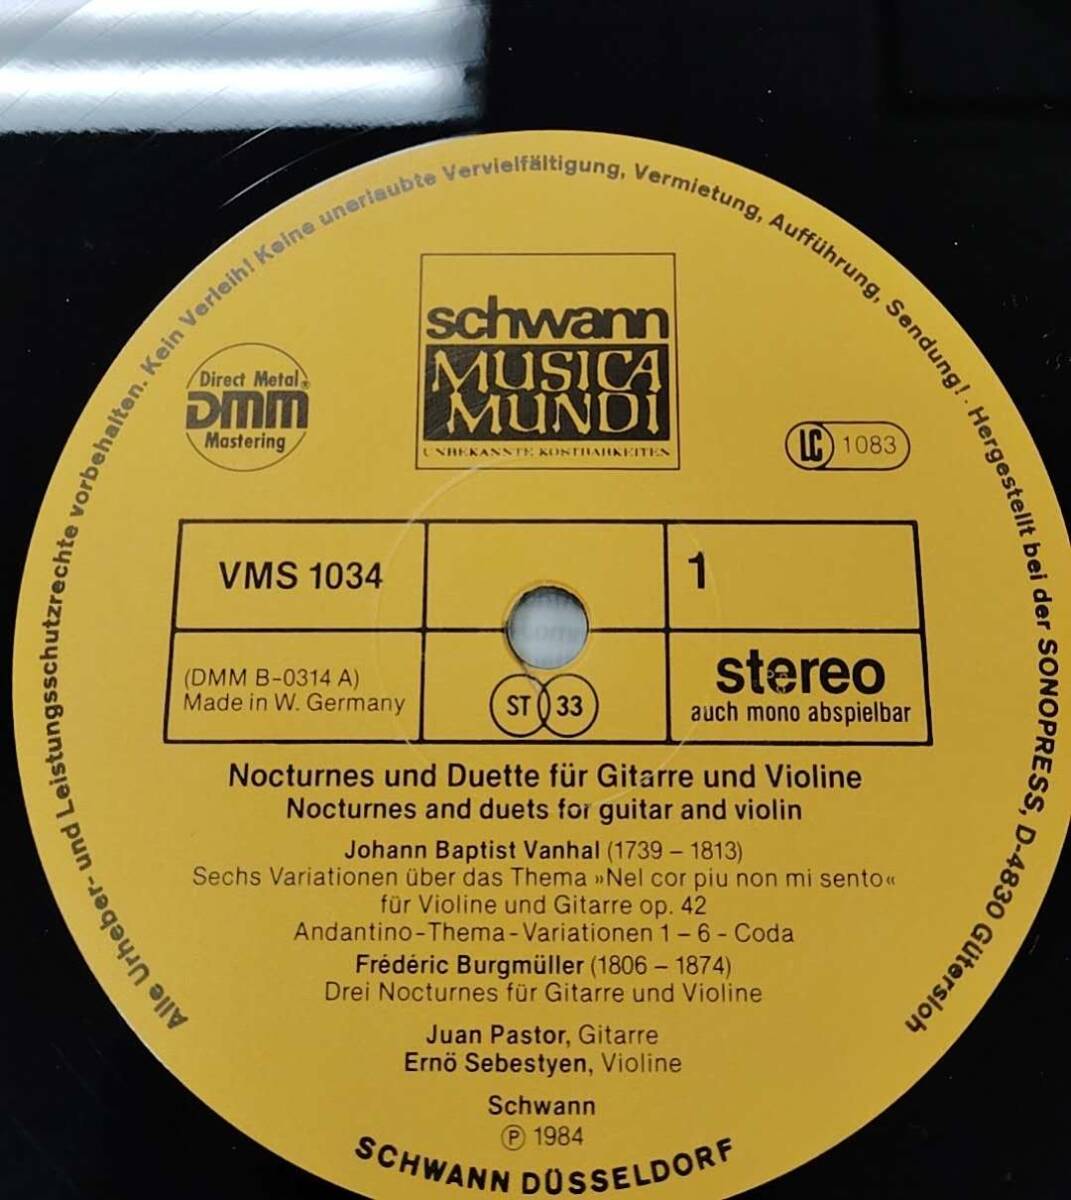 Alle Urheber- und Leistungsschutzrechte vorbehalten. Kein Verleih! Keine unerlaubte Vervielfältigung, Vermietung, Aufführung, Sendung! · Hergestellt bei der SONOPRESS, D-4830 Gütersloh
schwann
MUSICA
MUNDI
UNBEKANNTE KOSTBARKEITEN
Direct Metal®
DMM
Mastering
LC 1083
VMS 1034
1
(DMM B-0314 A)
Made in W. Germany
ST 33
stereo
auch mono abspielbar
Nocturnes und Duette für Gitarre und Violine
Nocturnes and duets for guitar and violin
Johann Baptist Vanhal (1739 – 1813)
Sechs Variationen über das Thema »Nel cor piu non mi sento«
für Violine und Gitarre op. 42
Andantino-Thema-Variationen 1 – 6 - Coda
Frédéric Burgmüller (1806 – 1874)
Drei Nocturnes für Gitarre und Violine
Juan Pastor, Gitarre
Ernö Sebestyen, Violine
Schwann
℗ 1984
SCHWANN DÜSSELDORF